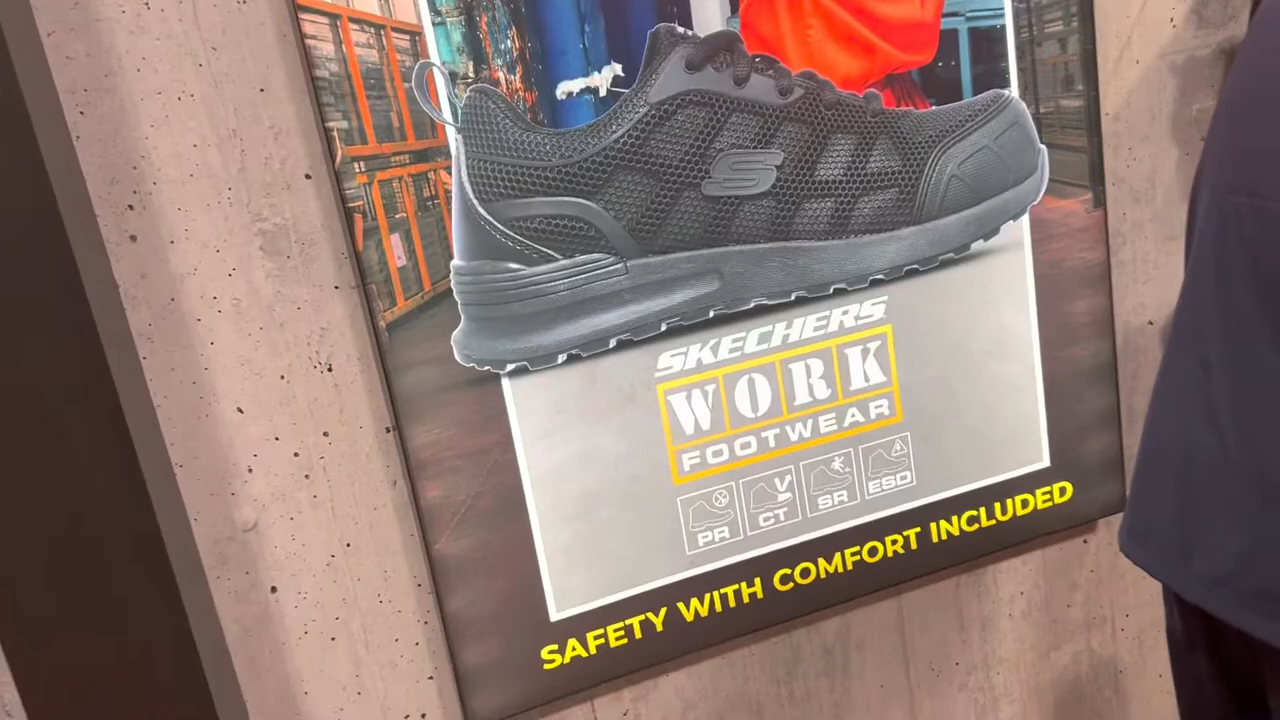 S
SKECHERS
WORK
FOOTWEAR
PR CT SR ESD
SAFETY WITH COMFORT INCLUDED